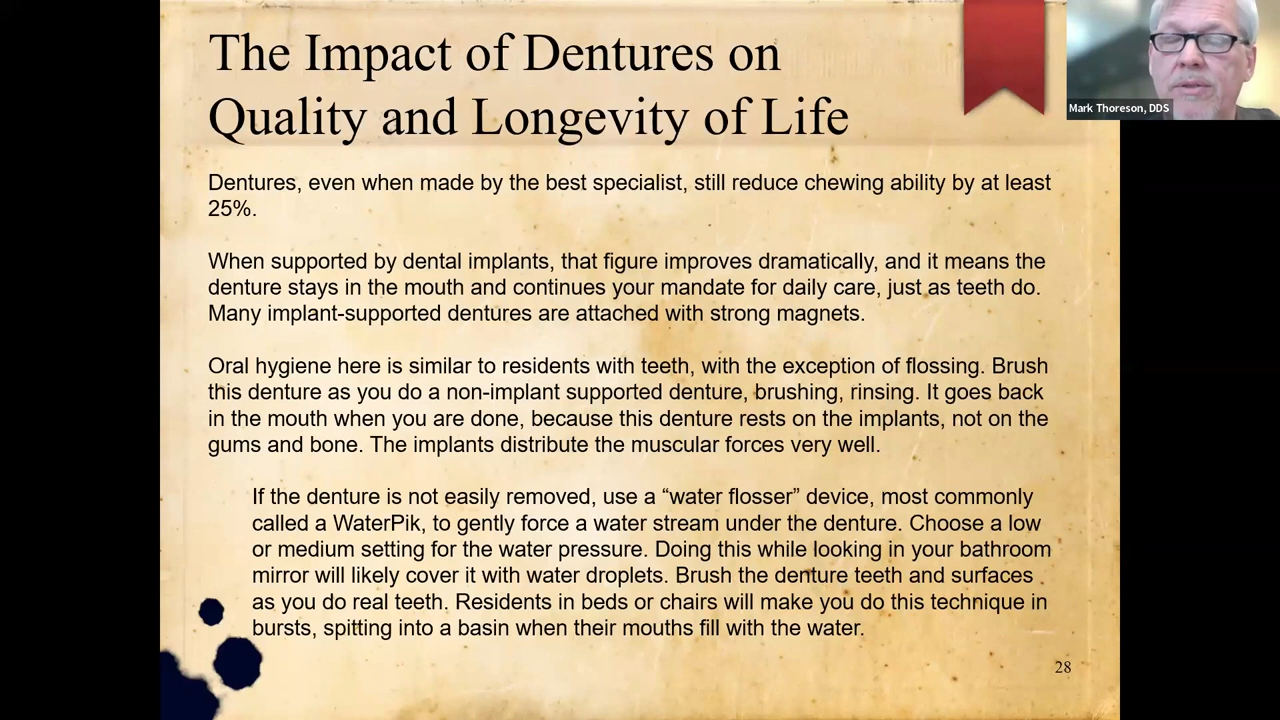 The Impact of Dentures on
Quality and Longevity of Life
Mark Thoreson, DDS
Dentures, even when made by the best specialist, still reduce chewing ability by at least
25%.
When supported by dental implants, that figure improves dramatically, and it means the
denture stays in the mouth and continues your mandate for daily care, just as teeth do.
Many implant-supported dentures are attached with strong magnets.
Oral hygiene here is similar to residents with teeth, with the exception of flossing. Brush
this denture as you do a non-implant supported denture, brushing, rinsing. It goes back
in the mouth when you are done, because this denture rests on the implants, not on the
gums and bone. The implants distribute the muscular forces very well.
If the denture is not easily removed, use a “water flosser” device, most commonly
called a WaterPik, to gently force a water stream under the denture. Choose a low
or medium setting for the water pressure. Doing this while looking in your bathroom
mirror will likely cover it with water droplets. Brush the denture teeth and surfaces
as you do real teeth. Residents in beds or chairs will make you do this technique in
bursts, spitting into a basin when their mouths fill with the water.
28